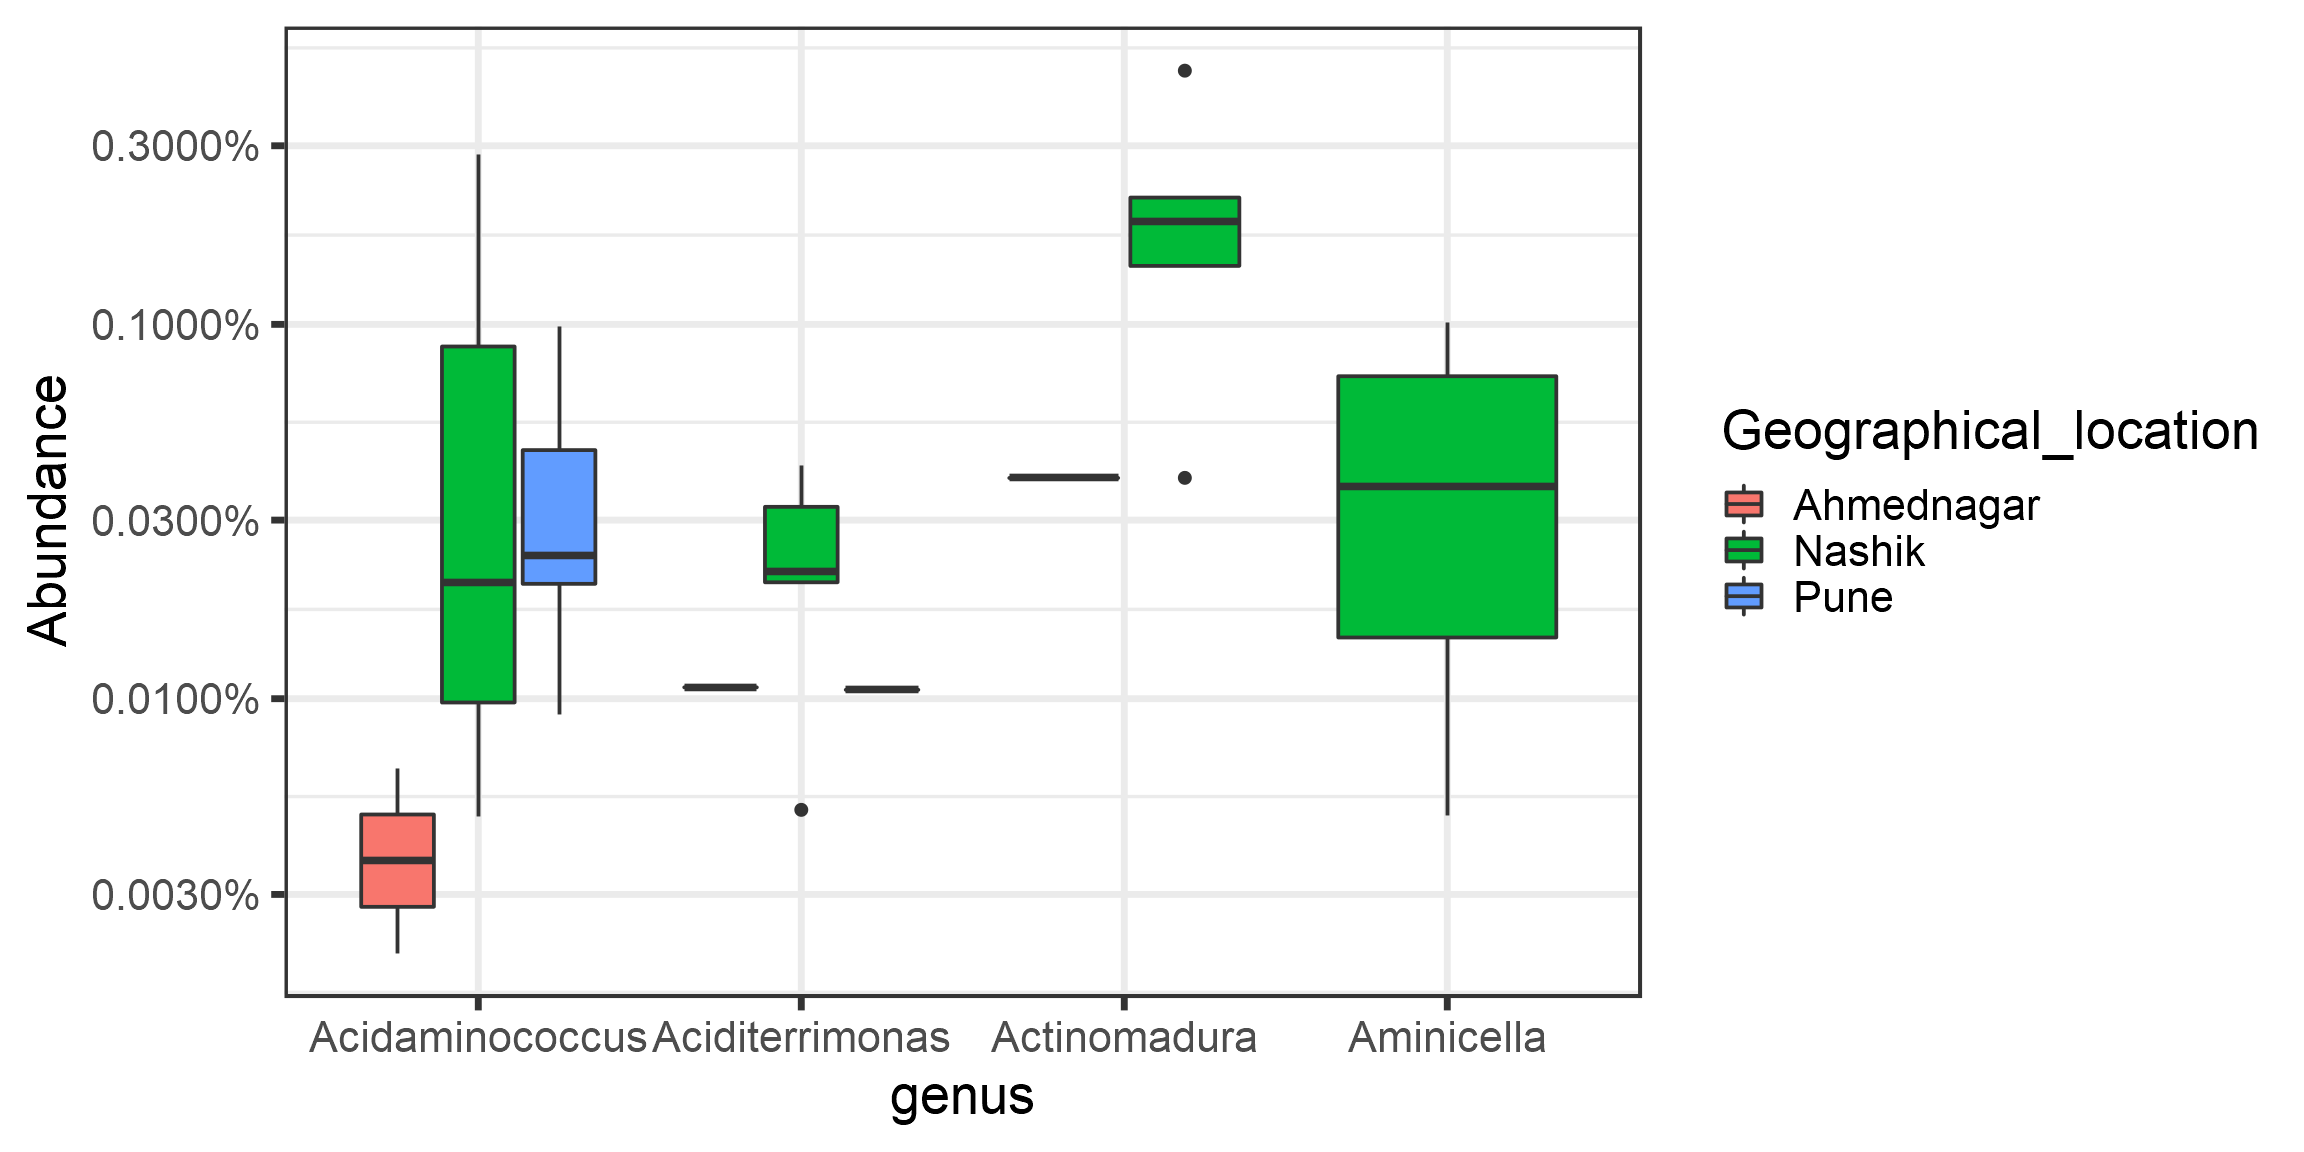 Abundance
0.3000%
0.1000%
0.0300%
0.0100%
0.0030%
Acidaminococcus
Aciditerrimonas
Actinomadura
Aminicella
genus
Geographical_location
Ahmednagar
Nashik
Pune